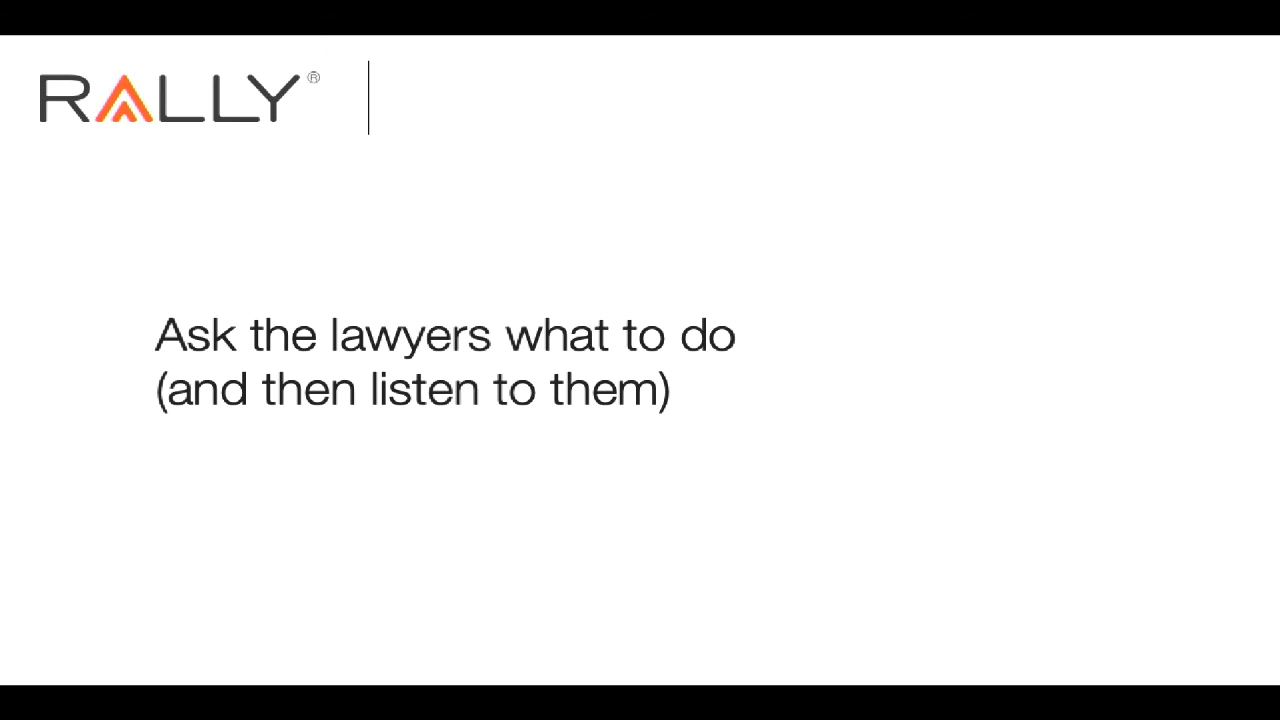 RALLY®
Ask the lawyers what to do
(and then listen to them)